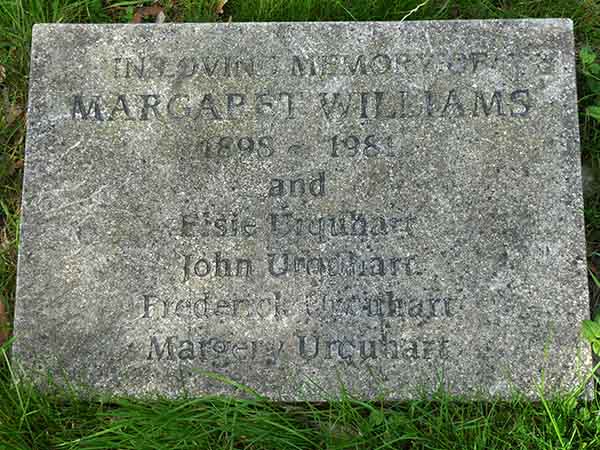 IN LOVING MEMORY OF
MARGARET WILLIAMS
1898 - 1981
and
Elsie Urquhart
John Urquhart
Frederick Urquhart
Margery Urquhart